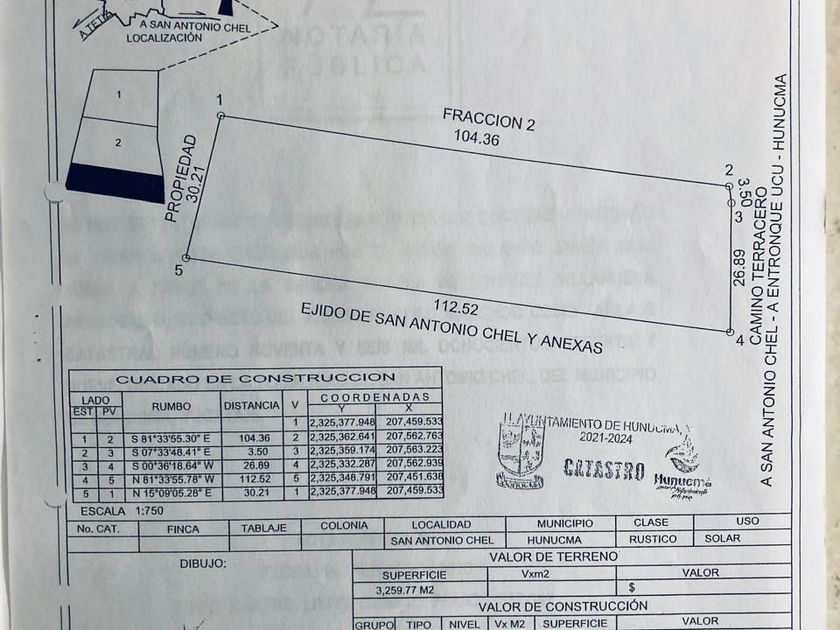 A TETIZ
A SAN ANTONIO CHEL
LOCALIZACIÓN
NOTARIA
PÚBLICA
1
2
1
FRACCION 2
104.36
2
3.50
3
PROPIEDAD
30.21
26.89
CAMINO TERRACERO
A SAN ANTONIO CHEL - A ENTRONQUE UCU - HUNUCMA
5
112.52
EJIDO DE SAN ANTONIO CHEL Y ANEXAS
4
CUADRO DE CONSTRUCCION
LADO RUMBO DISTANCIA V COORDENADAS
EST PV Y X
1 2,325,377.948 207,459.533
1 2 S 81°33'55.30" E 104.36 2 2,325,362.641 207,562.763
2 3 S 07°33'48.41" E 3.50 3 2,325,359.174 207,563.223
3 4 S 00°36'18.64" W 26.89 4 2,325,332.287 207,562.939
4 5 N 81°33'55.78" W 112.52 5 2,325,348.791 207,451.638
5 1 N 15°09'05.28" E 30.21 1 2,325,377.948 207,459.533
H. AYUNTAMIENTO DE HUNUCMA, Y
2021-2024
CATASTRO
Hunucmá
ESCALA 1:750
No. CAT. FINCA TABLAJE COLONIA LOCALIDAD MUNICIPIO CLASE USO
SAN ANTONIO CHEL HUNUCMA RUSTICO SOLAR
DIBUJO:
VALOR DE TERRENO
SUPERFICIE Vxm2 VALOR
3,259.77 M2 $
VALOR DE CONSTRUCCIÓN
GRUPO TIPO NIVEL Vx M2 SUPERFICIE VALOR